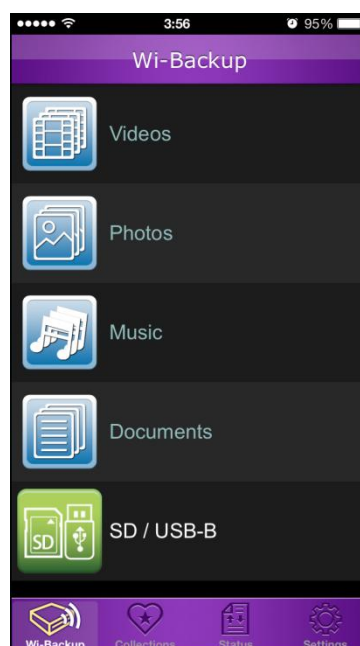 3:56 95%
Wi-Backup
Videos
Photos
Music
Documents
SD
SD / USB-B
Wi-Backup Collections Status Settings